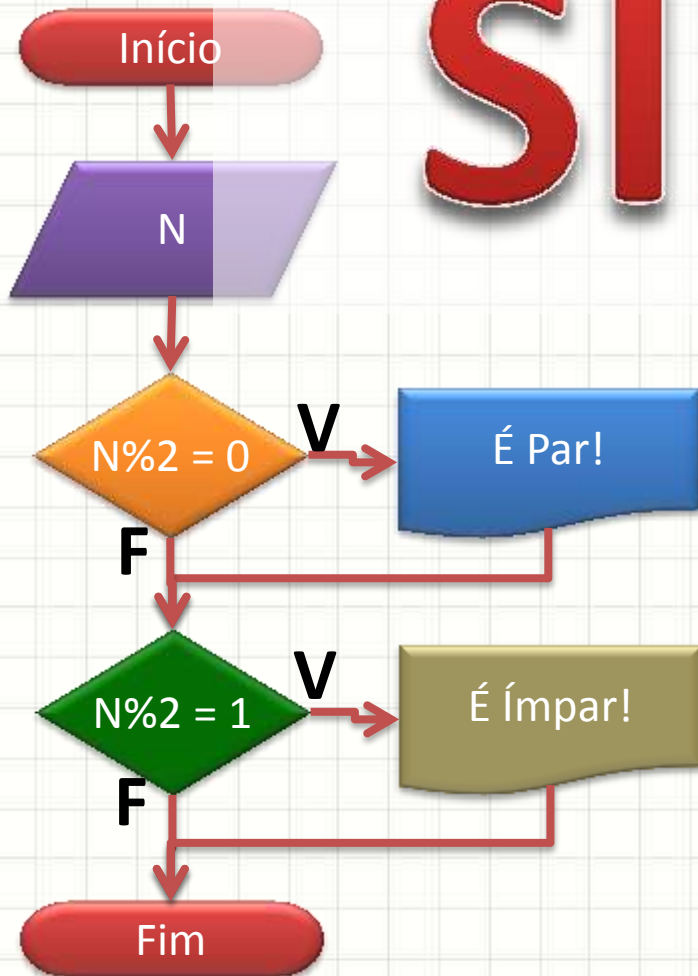 SI
Início
N
N%2 = 0
V
É Par!
F
N%2 = 1
V
É Ímpar!
F
Fim